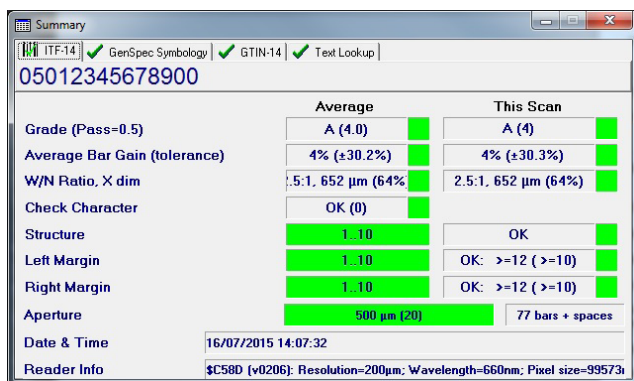 Summary
ITF-14 GenSpec Symbology GTIN-14 Text Lookup
05012345678900
Average This Scan
Grade (Pass=0.5) A (4.0) A (4)
Average Bar Gain (tolerance) 4% (±30.2%) 4% (±30.3%)
W/N Ratio, X dim .5:1, 652 µm (64% 2.5:1, 652 µm (64%)
Check Character OK (0)
Structure 1..10 OK
Left Margin 1..10 OK: >=12 ( >=10)
Right Margin 1..10 OK: >=12 ( >=10)
Aperture 500 µm (20) 77 bars + spaces
Date & Time 16/07/2015 14:07:32
Reader Info $C58D (v0206): Resolution=200µm; Wavelength=660nm; Pixel size=99573